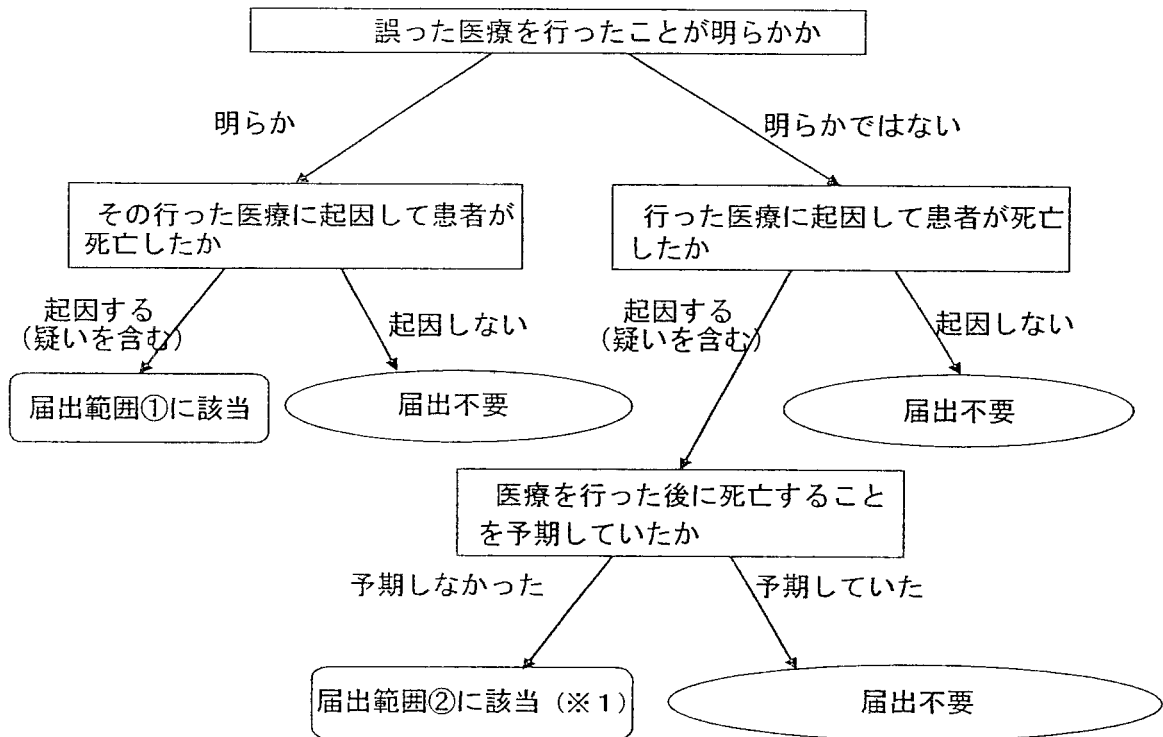 誤った医療を行ったことが明らかか
明らか
明らかではない
その行った医療に起因して患者が
死亡したか
行った医療に起因して患者が死亡
したか
起因する
(疑いを含む)
起因しない
起因する
(疑いを含む)
起因しない
届出範囲①に該当
届出不要
届出不要
医療を行った後に死亡すること
を予期していたか
予期しなかった
予期していた
届出範囲②に該当(※1)
届出不要